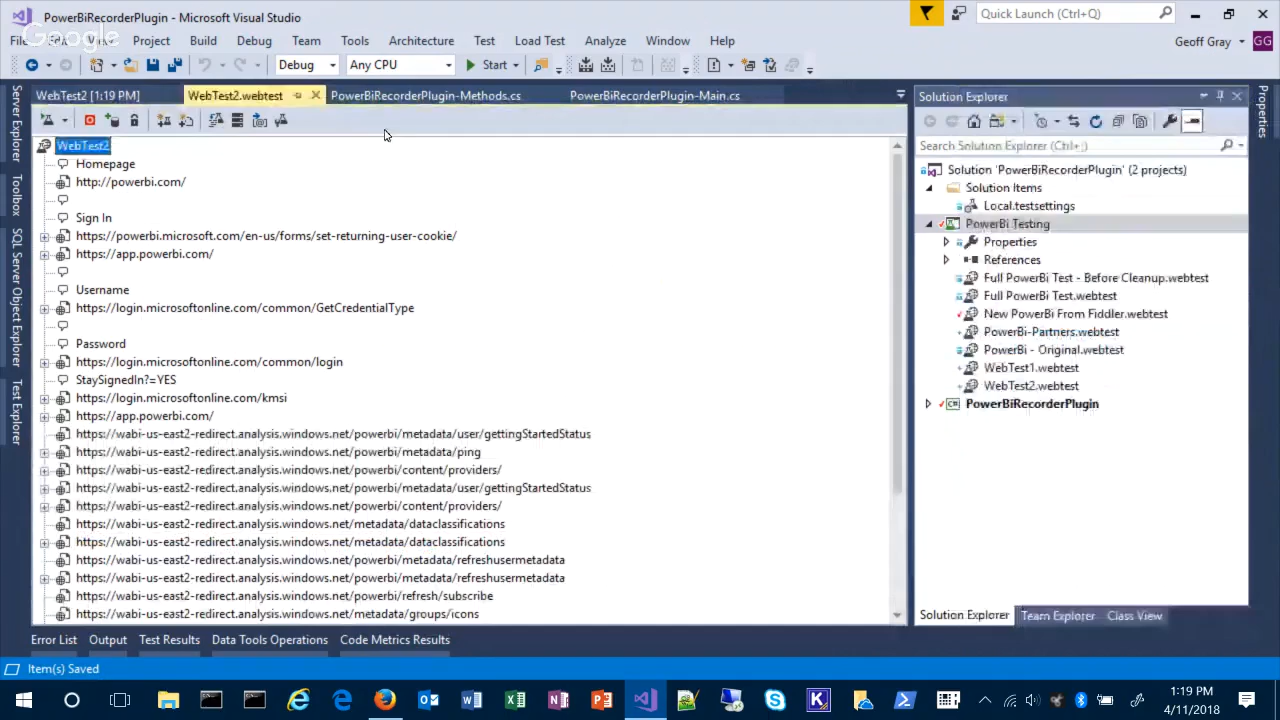 PowerBiRecorderPlugin - Microsoft Visual Studio
Quick Launch (Ctrl+Q)
Google
Project Build Debug Team Tools Architecture Test Load Test Analyze Window Help
Geoff Gray GG
Debug Any CPU Start
WebTest2 [1:19 PM] WebTest2.webtest PowerBiRecorderPlugin-Methods.cs PowerBiRecorderPlugin-Main.cs
Server Explorer
Toolbox
SQL Server Object Explorer
Test Explorer
WebTest2
Homepage
http://powerbi.com/
Sign In
https://powerbi.microsoft.com/en-us/forms/set-returning-user-cookie/
https://app.powerbi.com/
Username
https://login.microsoftonline.com/common/GetCredentialType
Password
https://login.microsoftonline.com/common/login
StaySignedIn?=YES
https://login.microsoftonline.com/kmsi
https://app.powerbi.com/
https://wabi-us-east2-redirect.analysis.windows.net/powerbi/metadata/user/gettingStartedStatus
https://wabi-us-east2-redirect.analysis.windows.net/powerbi/metadata/ping
https://wabi-us-east2-redirect.analysis.windows.net/powerbi/content/providers/
https://wabi-us-east2-redirect.analysis.windows.net/powerbi/metadata/user/gettingStartedStatus
https://wabi-us-east2-redirect.analysis.windows.net/powerbi/content/providers/
https://wabi-us-east2-redirect.analysis.windows.net/metadata/dataclassifications
https://wabi-us-east2-redirect.analysis.windows.net/metadata/dataclassifications
https://wabi-us-east2-redirect.analysis.windows.net/powerbi/metadata/refreshusermetadata
https://wabi-us-east2-redirect.analysis.windows.net/powerbi/metadata/refreshusermetadata
https://wabi-us-east2-redirect.analysis.windows.net/powerbi/refresh/subscribe
https://wabi-us-east2-redirect.analysis.windows.net/metadata/groups/icons
Solution Explorer
Search Solution Explorer (Ctrl+;)
Solution 'PowerBiRecorderPlugin' (2 projects)
Solution Items
Local.testsettings
PowerBi Testing
Properties
References
Full PowerBi Test - Before Cleanup.webtest
Full PowerBi Test.webtest
New PowerBi From Fiddler.webtest
PowerBi-Partners.webtest
PowerBi - Original.webtest
WebTest1.webtest
WebTest2.webtest
PowerBiRecorderPlugin
Solution Explorer Team Explorer Class View
Properties
Error List Output Test Results Data Tools Operations Code Metrics Results
Item(s) Saved
1:19 PM
4/11/2018